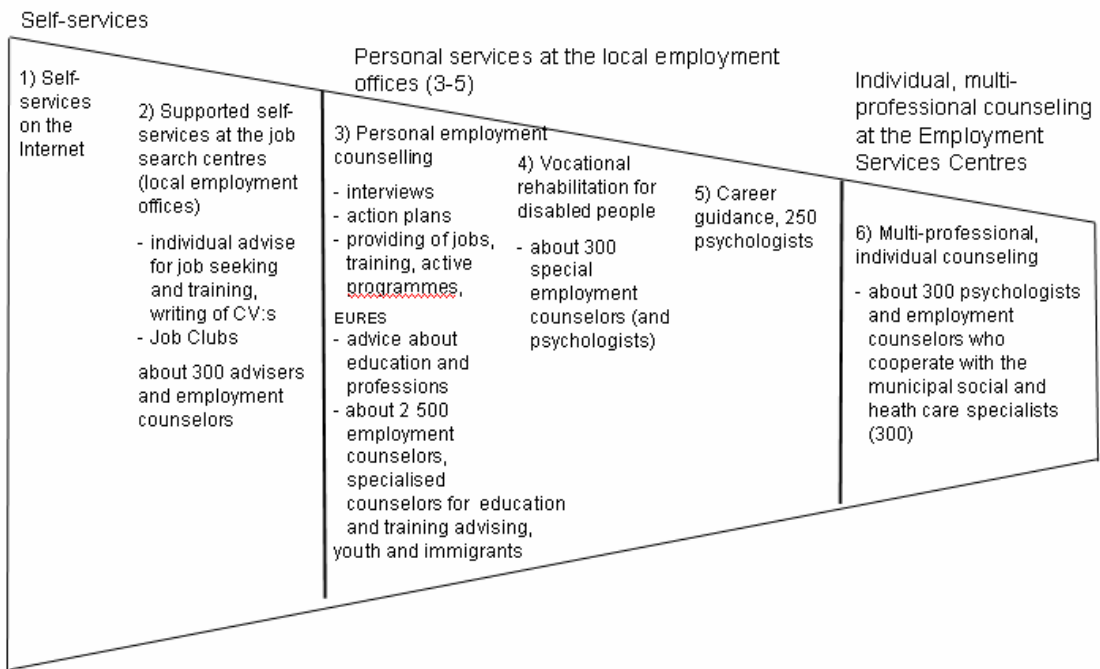 Self-services
1) Self-
services
on the
Internet
2) Supported self-
services at the job
search centres
(local employment
offices)
- individual advise
for job seeking
and training,
writing of CV:s
- Job Clubs
about 300 advisers
and employment
counselors
Personal services at the local employment
offices (3-5)
3) Personal employment
counselling
- interviews
- action plans
- providing of jobs,
training, active
programmes,
EURES
- advice about
education and
professions
- about 2 500
employment
counselors,
specialised
counselors for education
and training advising,
youth and immigrants
4) Vocational
rehabilitation for
disabled people
- about 300
special
employment
counselors (and
psychologists)
5) Career
guidance, 250
psychologists
Individual, multi-
professional counseling
at the Employment
Services Centres
6) Multi-professional,
individual counseling
- about 300 psychologists
and employment
counselors who
cooperate with the
municipal social and
heath care specialists
(300)